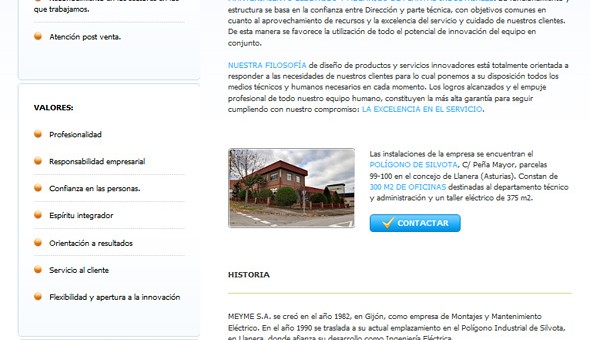 que trabajamos.
Atención post venta.
VALORES:
Profesionalidad
Responsabilidad empresarial
Confianza en las personas.
Espíritu integrador
Orientación a resultados
Servicio al cliente
Flexibilidad y apertura a la innovación
estructura se basa en la confianza entre Dirección y parte técnica, con objetivos comunes en
cuanto al aprovechamiento de recursos y la excelencia del servicio y cuidado de nuestros clientes.
De esta manera se favorece la utilización de todo el potencial de innovación del equipo en
conjunto.
NUESTRA FILOSOFÍA de diseño de productos y servicios innovadores está totalmente orientada a
responder a las necesidades de nuestros clientes para lo cual ponemos a su disposición todos los
medios técnicos y humanos necesarios en cada momento. Los logros alcanzados y el empuje
profesional de todo nuestro equipo humano, constituyen la más alta garantía para seguir
cumpliendo con nuestro compromiso: LA EXCELENCIA EN EL SERVICIO.
Las instalaciones de la empresa se encuentran el
POLÍGONO DE SILVOTA, C/ Peña Mayor, parcelas
99-100 en el concejo de Llanera (Asturias). Constan de
300 M2 DE OFICINAS destinadas al departamento técnico
y administración y un taller eléctrico de 375 m2.
CONTACTAR
HISTORIA
MEYME S.A. se creó en el año 1982, en Gijón, como empresa de Montajes y Mantenimiento
Eléctrico. En el año 1990 se traslada a su actual emplazamiento en el Polígono Industrial de Silvota,
en Llanera, donde afianza su desarrollo como Ingeniería Eléctrica.